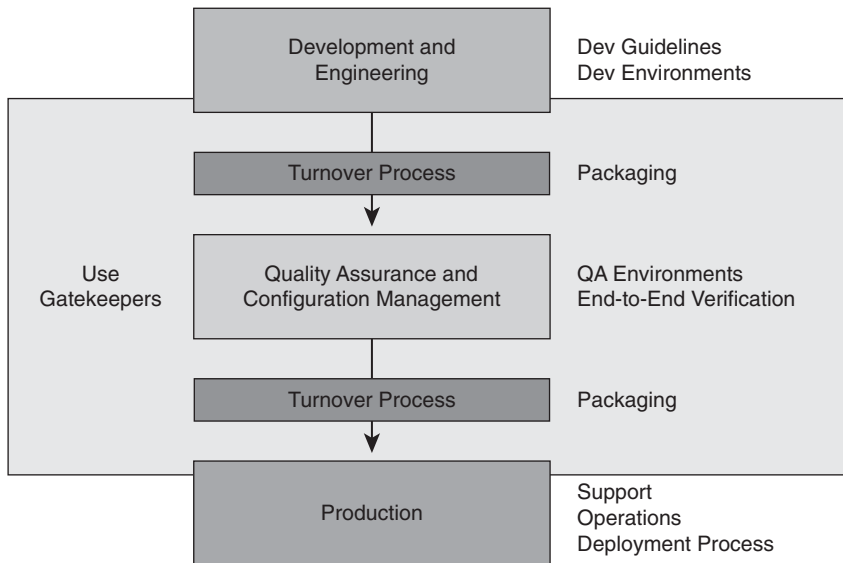 Development and
Engineering
Dev Guidelines
Dev Environments
Turnover Process
Packaging
Use
Gatekeepers
Quality Assurance and
Configuration Management
QA Environments
End-to-End Verification
Turnover Process
Packaging
Production
Support
Operations
Deployment Process